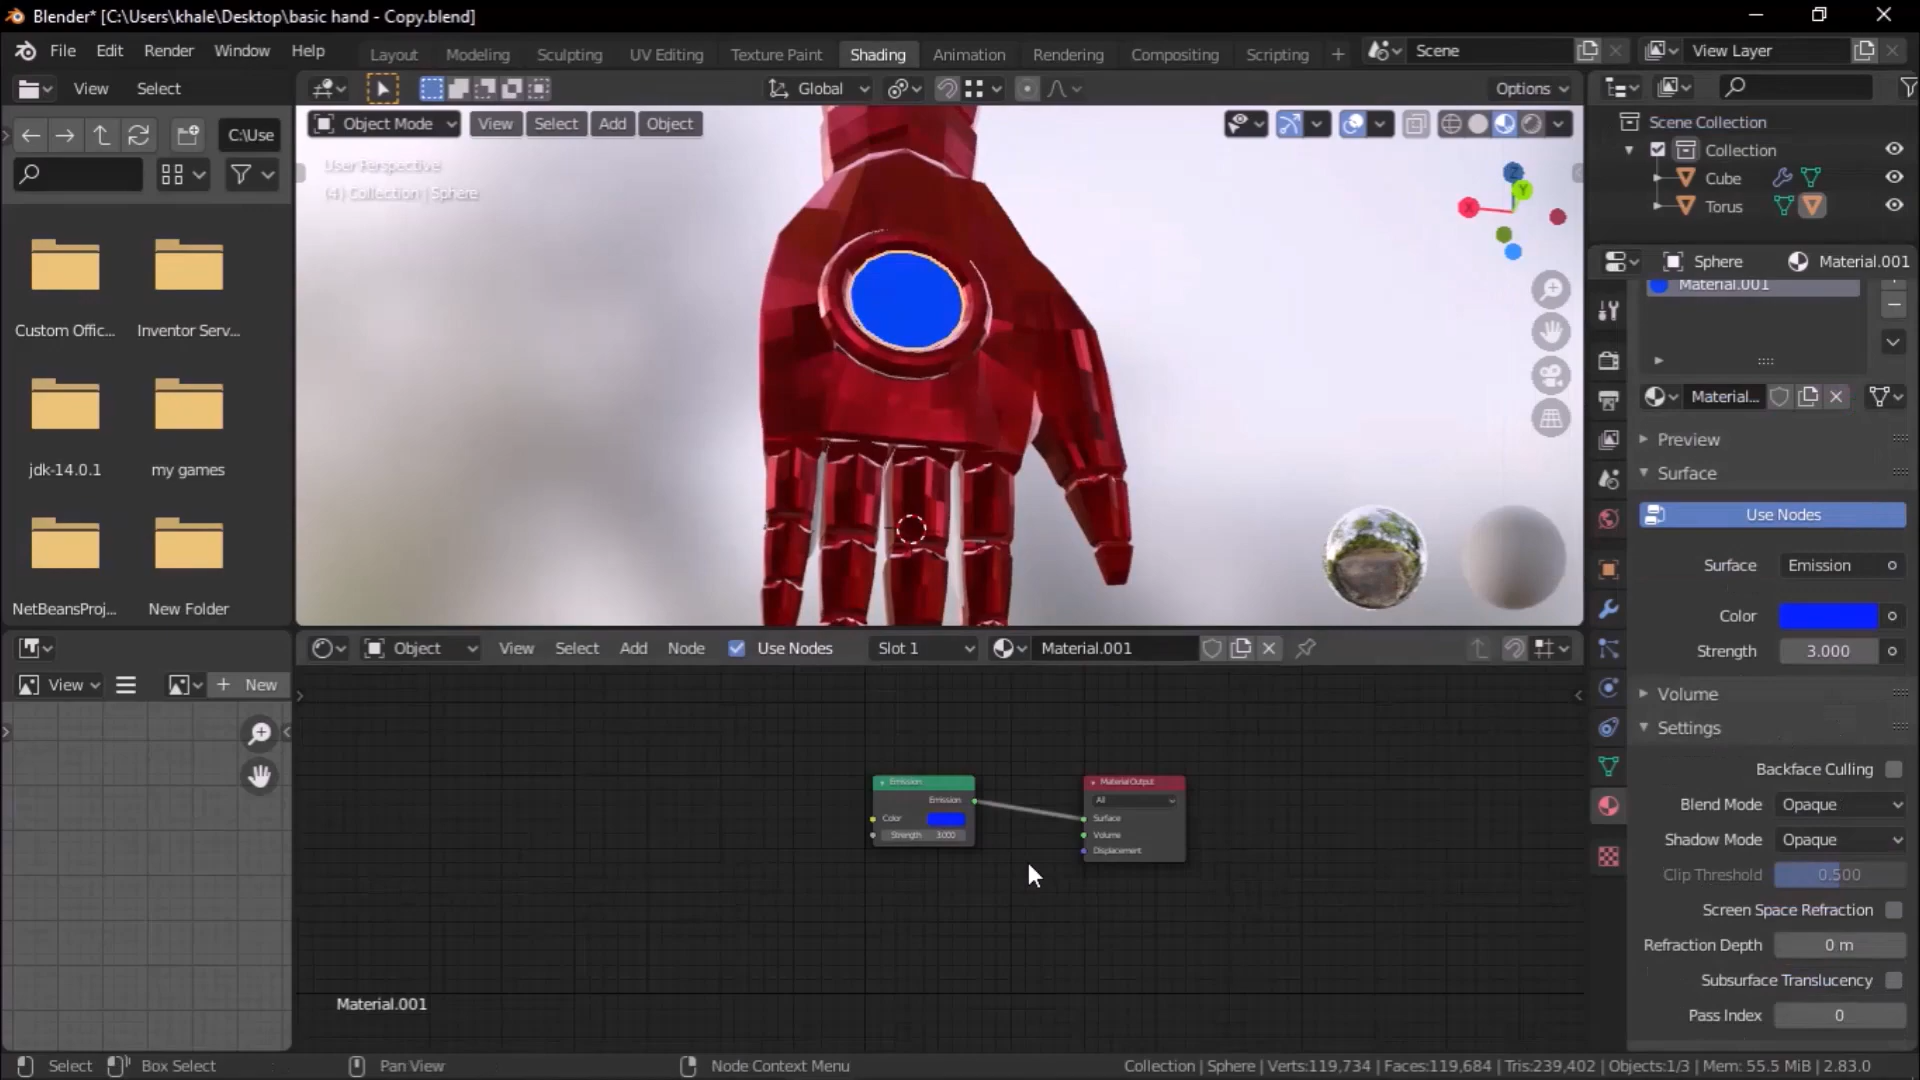 Blender* [C:\Users\khale\Desktop\basic hand - Copy.blend]
File Edit Render Window Help
Layout Modeling Sculpting UV Editing Texture Paint Shading Animation Rendering Compositing Scripting +
Scene
View Layer
View Select
Global
Options
C:\Use
Object Mode View Select Add Object
User Perspective
(4) Collection | Sphere
Z
Y
X
Custom Offic...
Inventor Serv...
jdk-14.0.1
my games
NetBeansProj...
New Folder
Scene Collection
Collection
Cube
Torus
Sphere
Material.001
Material.001
Material...
Preview
Surface
Use Nodes
Surface Emission
Color
Strength 3.000
Volume
Settings
Backface Culling
Blend Mode Opaque
Shadow Mode Opaque
Clip Threshold 0.500
Screen Space Refraction
Refraction Depth 0 m
Subsurface Translucency
Pass Index 0
Object View Select Add Node Use Nodes Slot 1 Material.001
View
+ New
Emission
Emission
Color
Strength 3.000
Material Output
All
Surface
Volume
Displacement
Material.001
Select Box Select Pan View Node Context Menu
Collection | Sphere | Verts:119,734 | Faces:119,684 | Tris:239,402 | Objects:1/3 | Mem: 55.5 MiB | 2.83.0